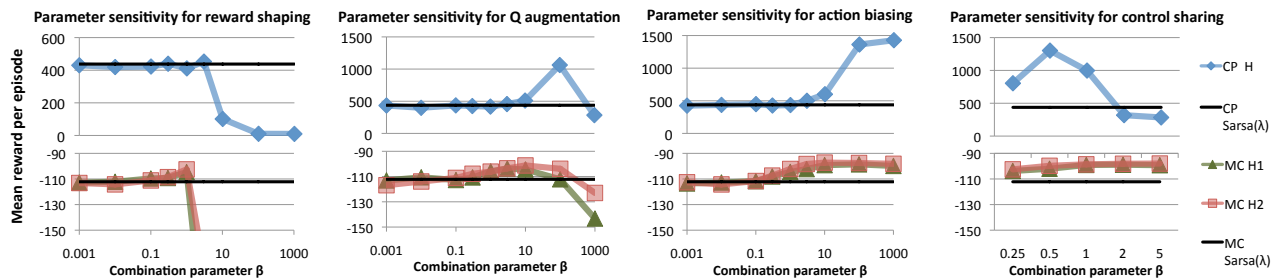 Parameter sensitivity for reward shaping
Parameter sensitivity for Q augmentation
Parameter sensitivity for action biasing
Parameter sensitivity for control sharing
Mean reward per episode
600
400
200
0
-90
-110
-130
-150
0.001 0.1 10 1000
Combination parameter β
1500
1000
500
0
-90
-110
-130
-150
0.001 0.1 10 1000
Combination parameter β
1500
1000
500
0
-90
-110
-130
-150
0.001 0.1 10 1000
Combination parameter β
1500
1000
500
0
-90
-110
-130
-150
0.25 0.5 1 2 5
Combination parameter β
CP H
CP
Sarsa(λ)
MC H1
MC H2
MC
Sarsa(λ)